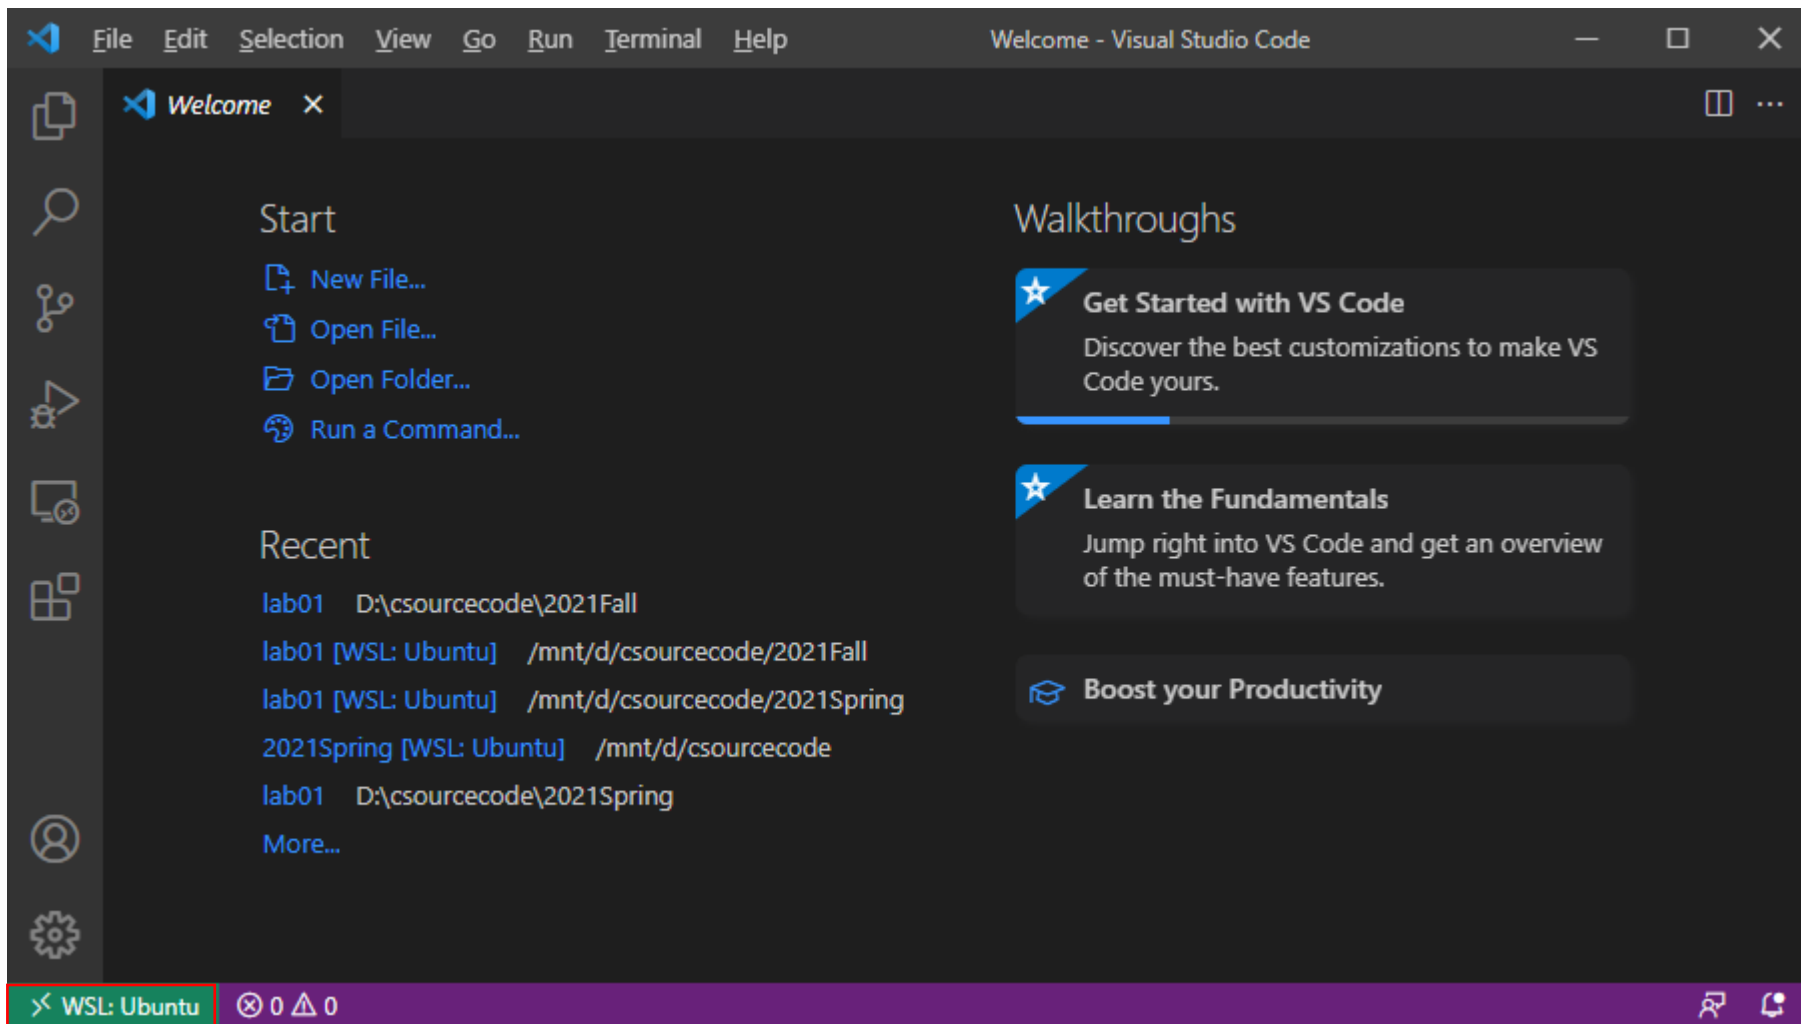 File Edit Selection View Go Run Terminal Help Welcome - Visual Studio Code
Welcome
Start
New File...
Open File...
Open Folder...
Run a Command...
Recent
lab01 D:\csourcecode\2021Fall
lab01 [WSL: Ubuntu] /mnt/d/csourcecode/2021Fall
lab01 [WSL: Ubuntu] /mnt/d/csourcecode/2021Spring
2021Spring [WSL: Ubuntu] /mnt/d/csourcecode
lab01 D:\csourcecode\2021Spring
More...
Walkthroughs
Get Started with VS Code
Discover the best customizations to make VS
Code yours.
Learn the Fundamentals
Jump right into VS Code and get an overview
of the must-have features.
Boost your Productivity
WSL: Ubuntu 0 0